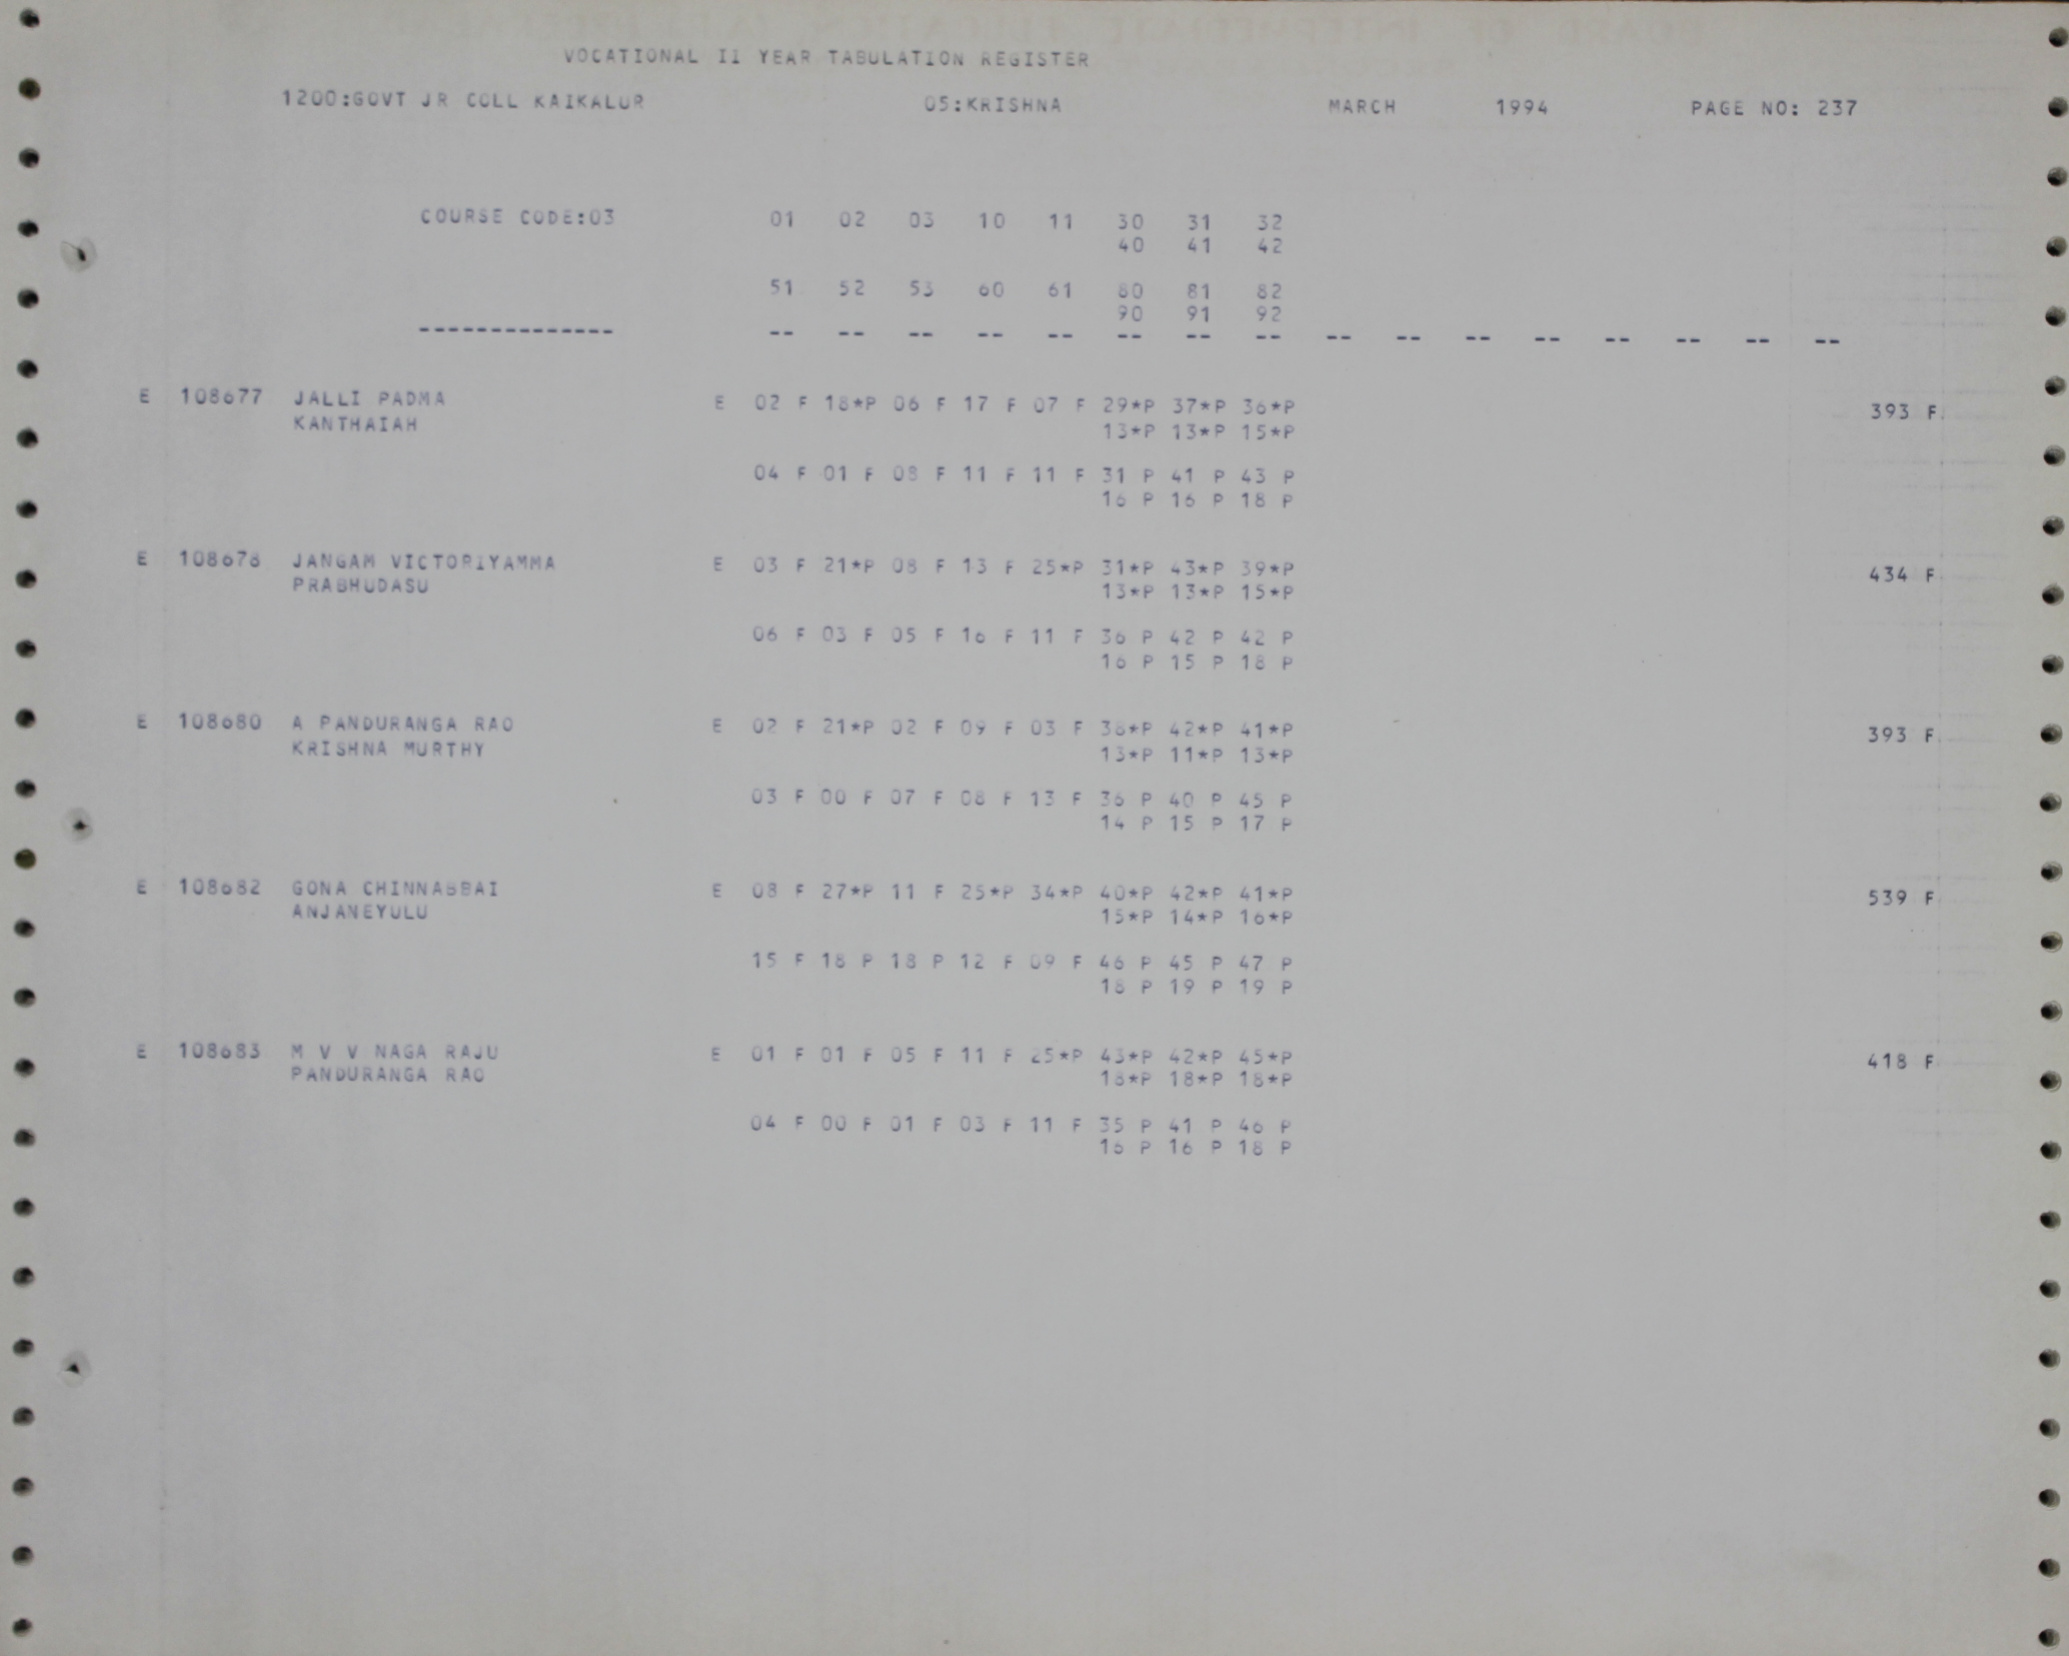 VOCATIONAL II YEAR TABULATION REGISTER
1200:GOVT JR COLL KAIKALUR 05:KRISHNA MARCH 1994 PAGE NO: 237
COURSE CODE:03 01 02 03 10 11 30 31 32
40 41 42
51 52 53 60 61 80 81 82
90 91 92
-------------- -- -- -- -- -- -- -- -- -- -- -- -- -- -- -- --
E 108677 JALLI PADMA E 02 F 18*P 06 F 17 F 07 F 29*P 37*P 36*P 393 F
KANTHAIAH 13*P 13*P 15*P
04 F 01 F 08 F 11 F 11 F 31 P 41 P 43 P
16 P 16 P 18 P
E 108678 JANGAM VICTORIYAMMA E 03 F 21*P 08 F 13 F 25*P 31*P 43*P 39*P 434 F
PRABHUDASU 13*P 13*P 15*P
06 F 03 F 05 F 16 F 11 F 36 P 42 P 42 P
16 P 15 P 18 P
E 108680 A PANDURANGA RAO E 02 F 21*P 02 F 09 F 03 F 38*P 42*P 41*P 393 F
KRISHNA MURTHY 13*P 11*P 13*P
03 F 00 F 07 F 08 F 13 F 36 P 40 P 45 P
14 P 15 P 17 P
E 108682 GONA CHINNABBAI E 08 F 27*P 11 F 25*P 34*P 40*P 42*P 41*P 539 F
ANJANEYULU 15*P 14*P 16*P
15 F 18 P 18 P 12 F 09 F 46 P 45 P 47 P
18 P 19 P 19 P
E 108683 M V V NAGA RAJU E 01 F 01 F 05 F 11 F 25*P 43*P 42*P 45*P 418 F
PANDURANGA RAO 18*P 18*P 18*P
04 F 00 F 01 F 03 F 11 F 35 P 41 P 46 P
16 P 16 P 18 P